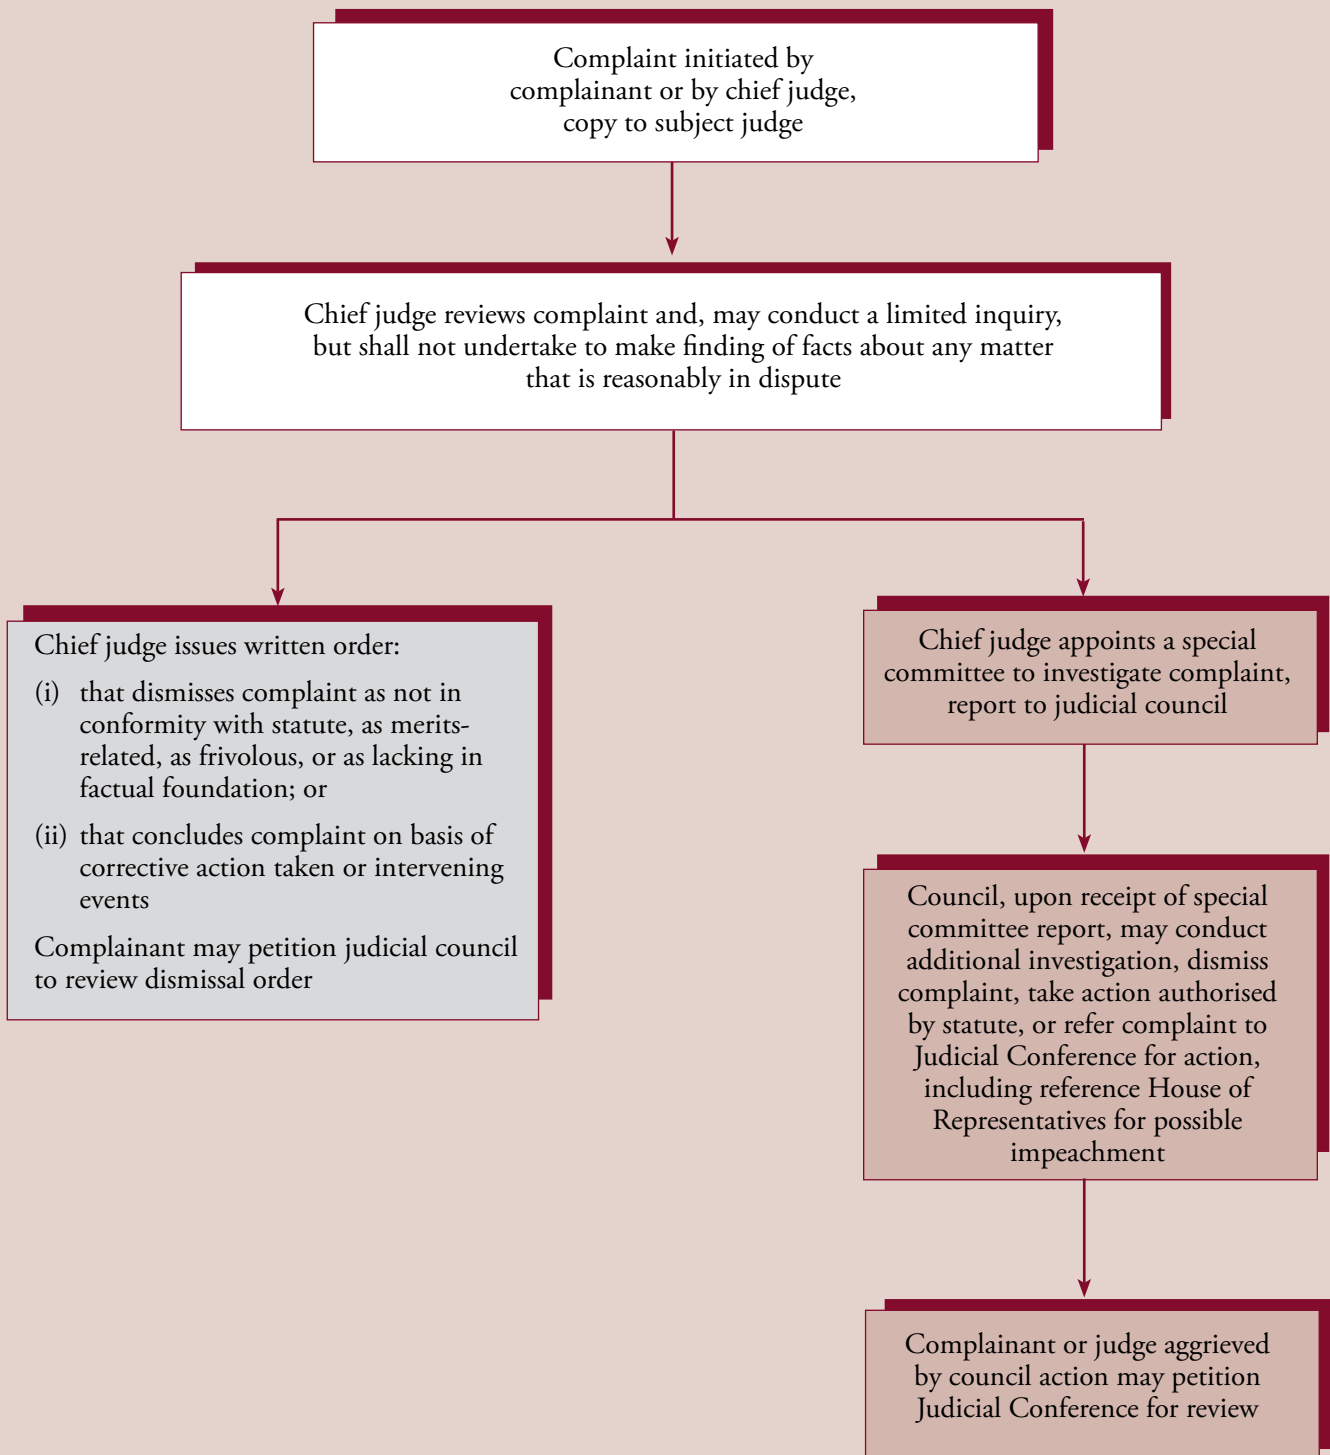 Complaint initiated by
complainant or by chief judge,
copy to subject judge
Chief judge reviews complaint and, may conduct a limited inquiry,
but shall not undertake to make finding of facts about any matter
that is reasonably in dispute
Chief judge issues written order:
(i) that dismisses complaint as not in
conformity with statute, as merits-
related, as frivolous, or as lacking in
factual foundation; or
(ii) that concludes complaint on basis of
corrective action taken or intervening
events
Complainant may petition judicial council
to review dismissal order
Chief judge appoints a special
committee to investigate complaint,
report to judicial council
Council, upon receipt of special
committee report, may conduct
additional investigation, dismiss
complaint, take action authorised
by statute, or refer complaint to
Judicial Conference for action,
including reference House of
Representatives for possible
impeachment
Complainant or judge aggrieved
by council action may petition
Judicial Conference for review